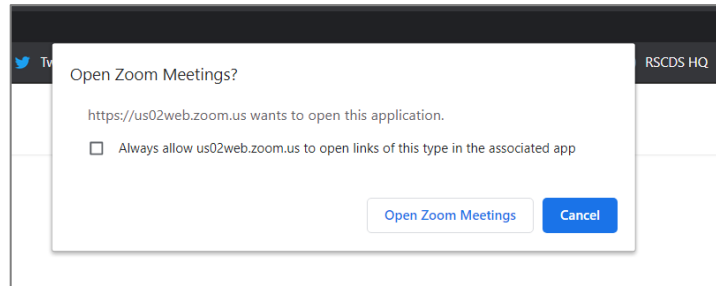 RSCDS HQ
Open Zoom Meetings?
https://us02web.zoom.us wants to open this application.
Always allow us02web.zoom.us to open links of this type in the associated app
Open Zoom Meetings Cancel